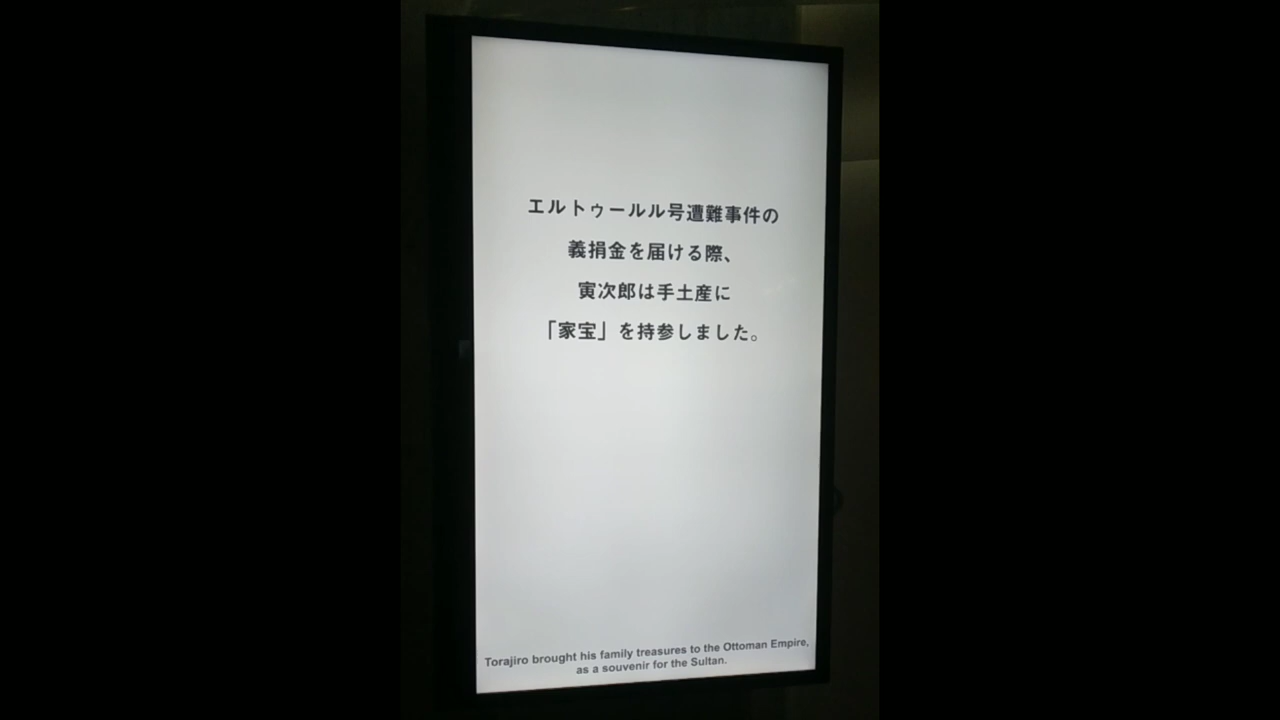 エルトゥールル号遭難事件の
義捐金を届ける際、
寅次郎は手土産に
「家宝」を持参しました。
Torajiro brought his family treasures to the Ottoman Empire,
as a souvenir for the Sultan.